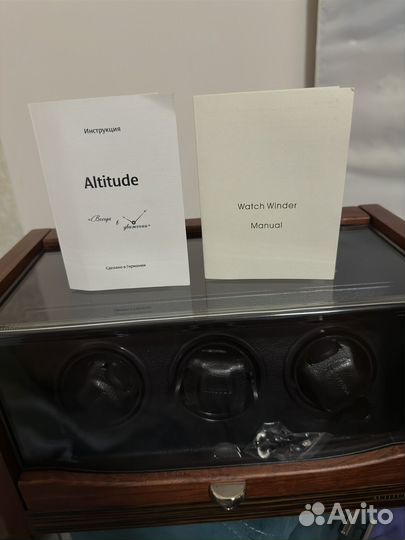 Инструкция
Altitude
«Всегда в движении»
Сделано в Германии
Watch Winder
Manual
Avito